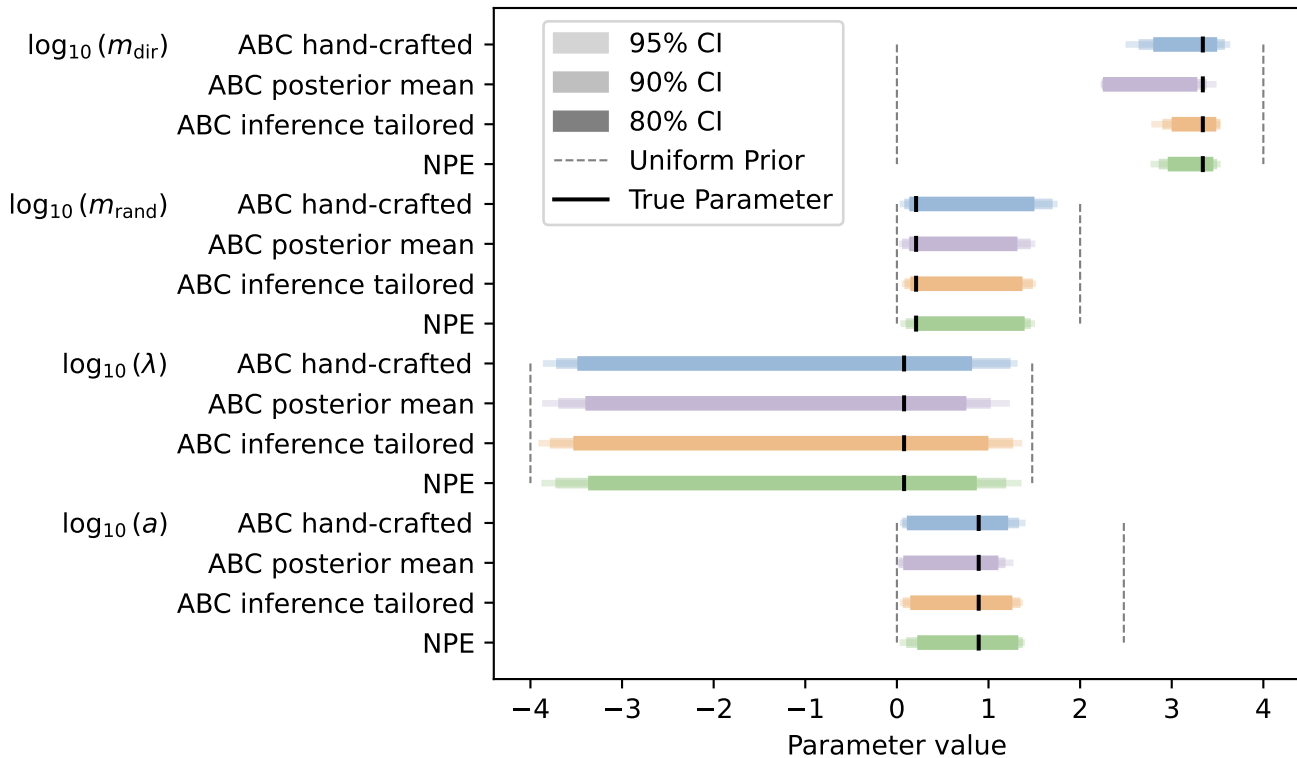 log₁₀ (m_dir) ABC hand-crafted
ABC posterior mean
ABC inference tailored
NPE
log₁₀ (m_rand) ABC hand-crafted
ABC posterior mean
ABC inference tailored
NPE
log₁₀ (λ) ABC hand-crafted
ABC posterior mean
ABC inference tailored
NPE
log₁₀ (a) ABC hand-crafted
ABC posterior mean
ABC inference tailored
NPE
95% CI
90% CI
80% CI
Uniform Prior
True Parameter
−4 −3 −2 −1 0 1 2 3 4
Parameter value